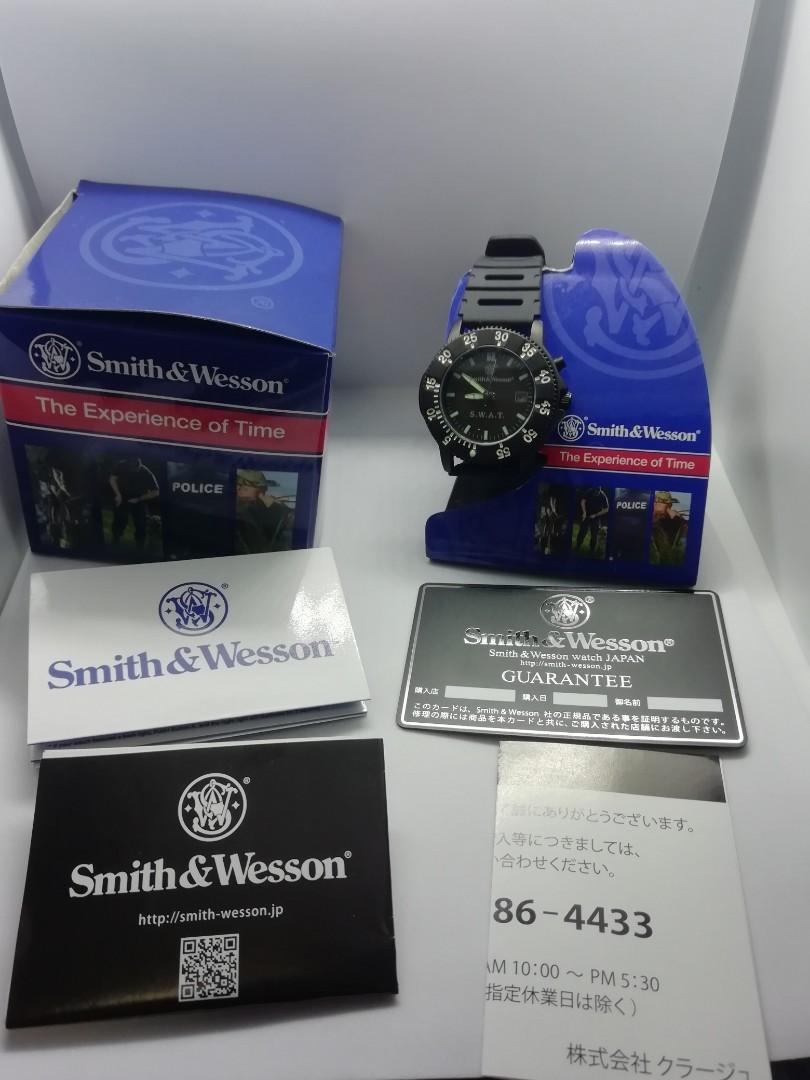 Smith & Wesson®
The Experience of Time
POLICE
15 20 25 30 35 40 45 50 55 5 10
Smith & Wesson
S.W.A.T.
Smith & Wesson®
The Experience of Time
POLICE
Smith & Wesson
Smith & Wesson®
Smith & Wesson watch JAPAN
http://smith-wesson.jp
GUARANTEE
購入店 購入日 御名前
このカードは、Smith & Wesson 社の正規品である事を証明するものです。
修理の際には商品を本カードと共に、ご購入された店舗にお渡し下さい。
Smith & Wesson®
http://smith-wesson.jp
誠にありがとうございます。
入等につきましては、
い合わせください。
86-4433
AM 10:00 ～ PM 5:30
指定休業日は除く）
株式会社 クラージュ